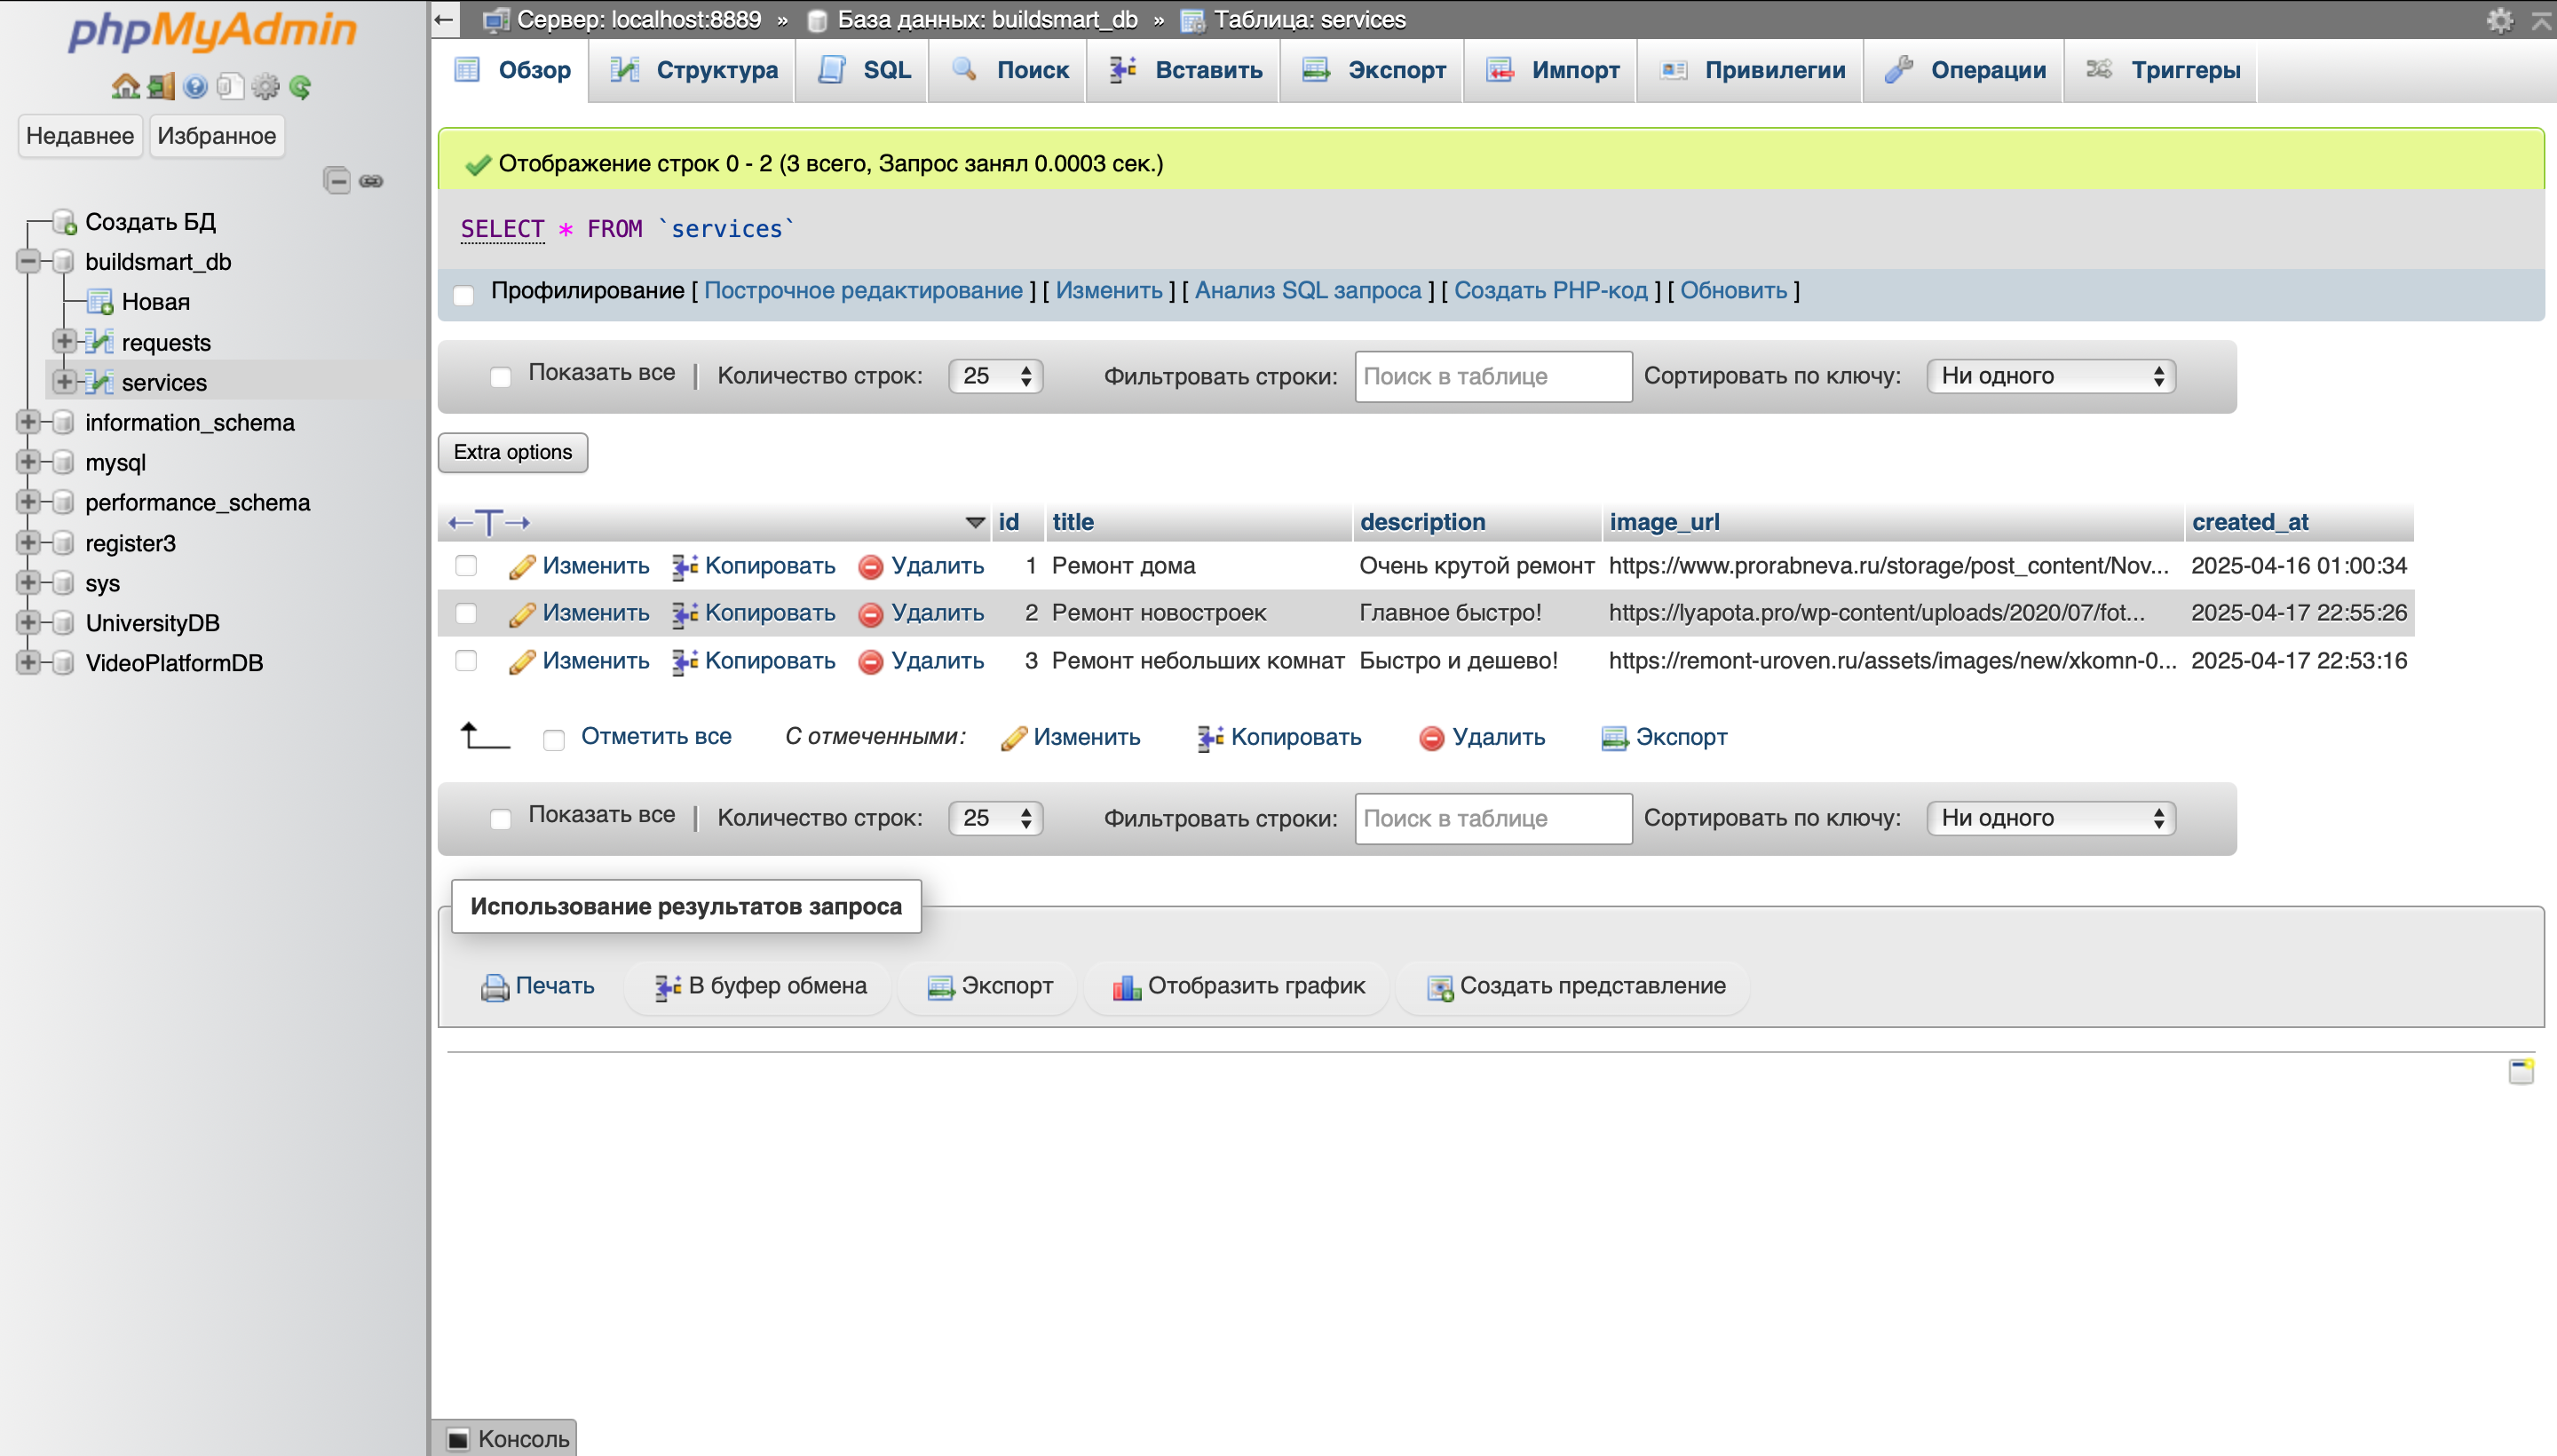 phpMyAdmin
Недавнее Избранное
Создать БД
buildsmart_db
Новая
requests
services
information_schema
mysql
performance_schema
register3
sys
UniversityDB
VideoPlatformDB
Сервер: localhost:8889 » База данных: buildsmart_db » Таблица: services
Обзор Структура SQL Поиск Вставить Экспорт Импорт Привилегии Операции Триггеры
Отображение строк 0 - 2 (3 всего, Запрос занял 0.0003 сек.)
SELECT * FROM `services`
Профилирование [ Построчное редактирование ] [ Изменить ] [ Анализ SQL запроса ] [ Создать PHP-код ] [ Обновить ]
Показать все | Количество строк: 25 Фильтровать строки: Поиск в таблице Сортировать по ключу: Ни одного
Extra options
←T→ id title description image_url created_at
Изменить Копировать Удалить 1 Ремонт дома Очень крутой ремонт https://www.prorabneva.ru/storage/post_content/Nov... 2025-04-16 01:00:34
Изменить Копировать Удалить 2 Ремонт новостроек Главное быстро! https://lyapota.pro/wp-content/uploads/2020/07/fot... 2025-04-17 22:55:26
Изменить Копировать Удалить 3 Ремонт небольших комнат Быстро и дешево! https://remont-uroven.ru/assets/images/new/xkomn-0... 2025-04-17 22:53:16
Отметить все С отмеченными: Изменить Копировать Удалить Экспорт
Показать все | Количество строк: 25 Фильтровать строки: Поиск в таблице Сортировать по ключу: Ни одного
Использование результатов запроса
Печать В буфер обмена Экспорт Отобразить график Создать представление
Консоль